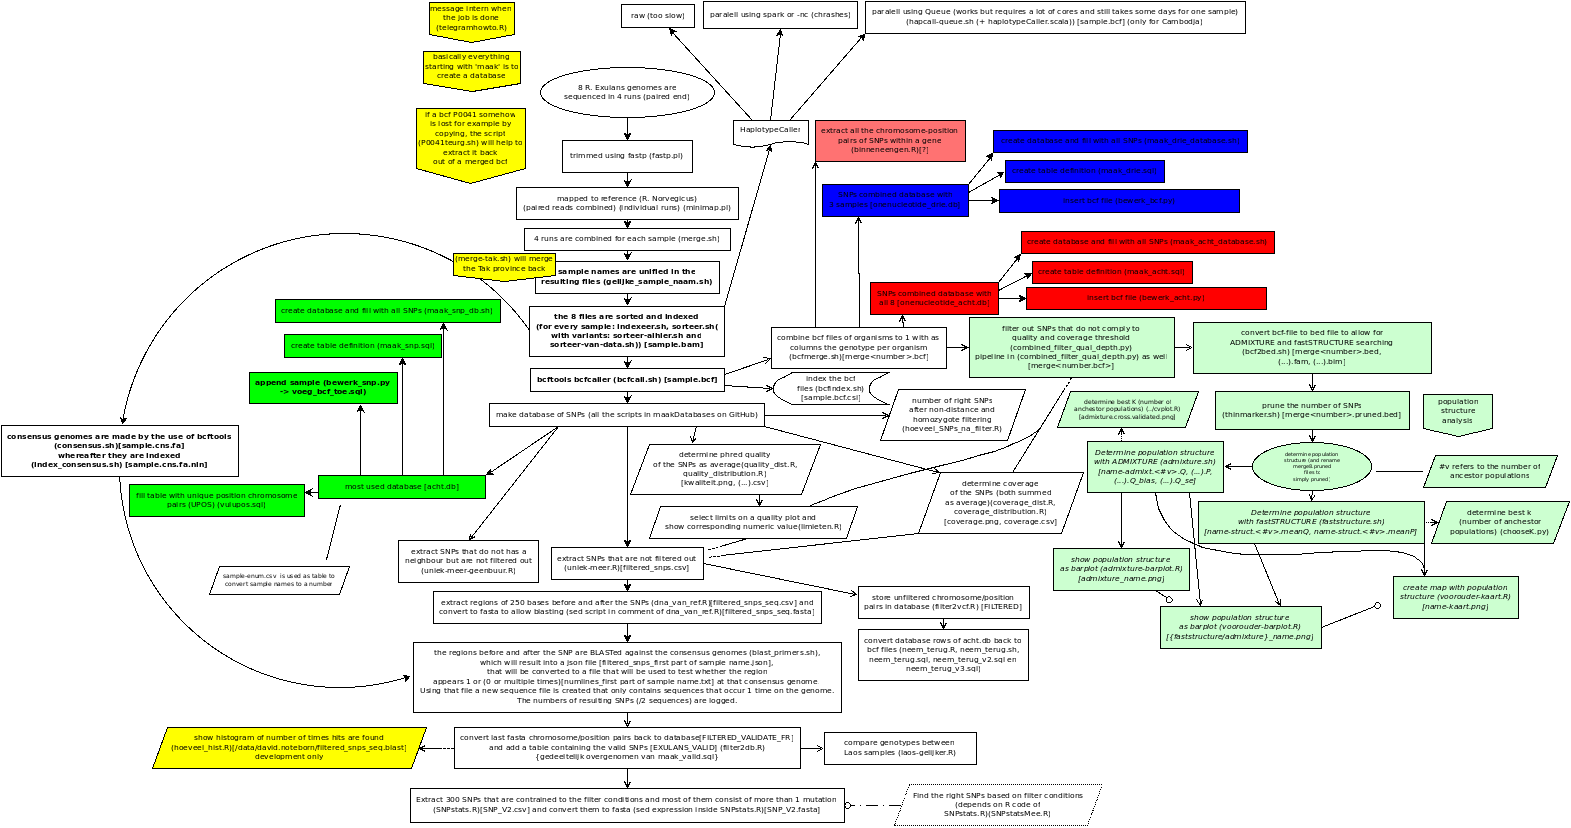 message intern when
the job is done
(telegramhowto.R)
basically everything
starting with 'maak' is to
create a database
if a bcf P0041 somehow
is lost for example by
copying, the script
(P0041teurg.sh) will help to
extract it back
out of a merged bcf
raw (too slow)
paralell using spark or -nc (chrashes)
paralell using Queue (works but requires a lot of cores and still takes some days for one sample)
(hapcall-queue.sh (+ haplotypeCaller.scala)) [sample.bcf] (only for Cambodja)
8 R. Exulans genomes are
sequenced in 4 runs (paired end)
HaplotypeCaller
trimmed using fastp (fastp.pl)
mapped to reference (R. Norvegicus)
(paired reads combined) (individual runs) (minimap.pl)
4 runs are combined for each sample (merge.sh)
(merge-tak.sh) will merge
the Tak province back
sample names are unified in the
resulting files (gelijke_sample_naam.sh)
the 8 files are sorted and indexed
(for every sample: indexeer.sh, sorteer.sh(
with variants: sorteer-allhier.sh and
sorteer-van-data.sh)) [sample.bam]
bcftools bcfcaller (bcfcall.sh) [sample.bcf]
extract all the chromosome-position
pairs of SNPs within a gene
(binneneengen.R)[?]
insert bcf file (bewerk_bcf.py)
create database and fill with all SNPs (maak_acht_database.sh)
create table definition (maak_acht.sql)
insert bcf file (bewerk_acht.py)
SNPs combined database with
all 8 [onenucleotide_acht.db]
combine bcf files of organisms to 1 with as
columns the genotype per organism
(bcfmerge.sh)[merge<number>.bcf]
index the bcf
files (bcfindex.sh)
[sample.bcf.csi]
filter out SNPs that do not comply to
quality and coverage threshold
(combined_filter_qual_depth.py)
pipeline in (combined_filter_qual_depth.py) as well
[merge<number.bcf>]
convert bcf-file to bed file to allow for
ADMIXTURE and fastSTRUCTURE searching
(bcf2bed.sh) [merge<number>.bed,
(...).fam, (...).bim]
prune the number of SNPs
(thinmarker.sh) [merge<number>.pruned.bed]
population
structure
analysis
determine best K (number of
anchestor populations) (../cvplot.R)
[admixture.cross.validated.png]
determine population
structure (and rename
merge8.pruned
files to
simply pruned)
#v refers to the number of
ancestor populations
Determine population structure
with ADMIXTURE (admixture.sh)
[name-admixt.<#v>.Q, (...).P,
(...).Q_bias, (...).Q_se]
Determine population structure
with fastSTRUCTURE (faststructure.sh)
[name-struct.<#v>.meanQ, name-struct.<#v>.meanP]
determine best k
(number of anchestor
populations) (chooseK.py)
show population structure
as barplot (admixture-barplot.R)
[admixture_name.png]
show population structure
as barplot (voorouder-barplot.R)
[{faststructure/admixture}_name.png]
create map with population
structure (voorouder-kaart.R)
[name-kaart.png]
create database and fill with all SNPs (maak_snp_db.sh)
create table definition (maak_snp.sql)
append sample (bewerk_snp.py
-> voeg_bcf_toe.sql)
consensus genomes are made by the use of bcftools
(consensus.sh)[sample.cns.fa]
whereafter they are indexed
(index_consensus.sh) [sample.cns.fa.nin]
most used database [acht.db]
fill table with unique position chromosome
pairs (UPOS) (vulupos.sql)
sample-enum.csv is used as table to
convert sample names to a number
make database of SNPs (all the scripts in maakDatabases on GitHub)
number of right SNPs
after non-distance and
homozygote filtering
(hoeveel_SNPs_na_filter.R)
determine phred quality
of the SNPs as average(quality_dist.R,
quality_distribution.R)
[kwaliteit.png, (...).csv]
select limits on a quality plot and
show corresponding numeric value(limieten.R)
determine coverage
of the SNPs (both summed
as average)(coverage_dist.R,
coverage_distribution.R)
[coverage.png, coverage.csv]
extract SNPs that do not have a
neighbour but are not filtered out
(uniek-meer-geenbuur.R)
extract SNPs that are not filtered out
(uniek-meer.R)[filtered_snps.csv]
store unfiltered chromosome/position
pairs in database (filter2vcf.R) [FILTERED]
convert database rows of acht.db back to
bcf files (neem_terug.R, neem_terug.sh,
neem_terug.sql, neem_terug_v2.sql en
neem_terug_v3.sql)
extract regions of 250 bases before and after the SNPs (dna_van_ref.R)[filtered_snps_seq.csv] and
convert to fasta to allow blasting (sed script in comment of dna_van_ref.R)[filtered_snps_seq.fasta]
the regions before and after the SNP are BLASTed against the consensus genomes (blast_primers.sh),
which will result into a json file [filtered_snps_first part of sample name.json],
that will be converted to a file that will be used to test whether the region
appears 1 or (0 or multiple times)[numlines_first part of sample name.txt] at that consensus genome.
Using that file a new sequence file is created that only contains sequences that occur 1 time on the genome.
The numbers of resulting SNPs (/2 sequences) are logged.
show histogram of number of times hits are found
(hoeveel_hist.R)[/data/david.noteborn/filtered_snps_seq.blast]
development only
convert last fasta chromosome/position pairs back to database[FILTERED_VALIDATE_FR]
and add a table containing the valid SNPs [EXULANS_VALID] (filter2db.R)
{gedeeltelijk overgenomen van maak_valid.sql}
compare genotypes between
Laos samples (laos-gelijker.R)
Extract 300 SNPs that are contrained to the filter conditions and most of them consist of more than 1 mutation
(SNPstats.R)[SNP_V2.csv] and convert them to fasta (sed expression inside SNPstats.R)[SNP_V2.fasta]
Find the right SNPs based on filter conditions
(depends on R code of
SNPstats.R)(SNPstatsMee.R)